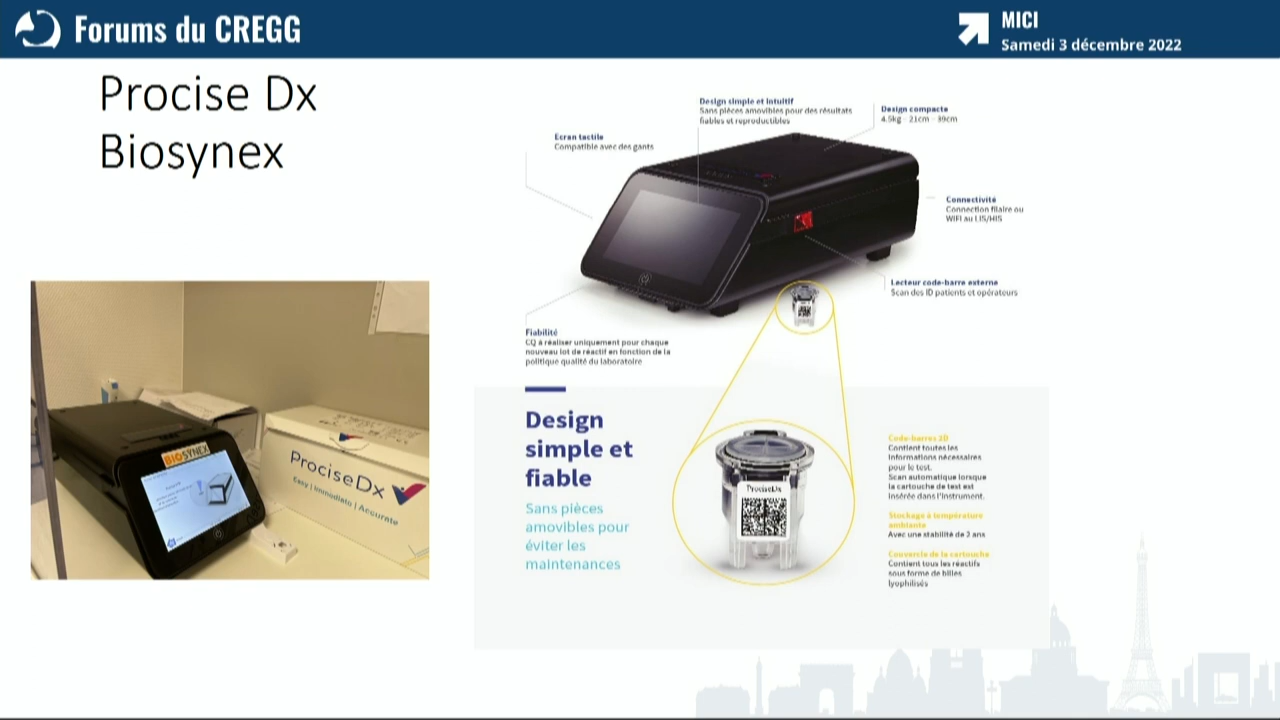 Forums du CREGG
MICI
Samedi 3 décembre 2022
Procise Dx
Biosynex
Design simple et intuitif
Sans pièces amovibles pour des résultats
fiables et reproductibles
Design compacte
4.5kg - 21cm - 39cm
Ecran tactile
Compatible avec des gants
Connectivité
Connection filaire ou
WIFI au LIS/HIS
Lecteur code-barre externe
Scan des ID patients et opérateurs
Fiabilité
CQ à réaliser uniquement pour chaque
nouveau lot de réactif en fonction de la
politique qualité du laboratoire
BIOSYNEX
ProciseDx
Easy | Immediate | Accurate
Design
simple et
fiable
Sans pièces
amovibles pour
éviter les
maintenances
ProciseDx
Code-barres 2D
Contient toutes les
informations nécessaires
pour le test.
Scan automatique lorsque
la cartouche de test est
insérée dans l'instrument.
Stockage à température
ambiante
Avec une stabilité de 2 ans
Couvercle de la cartouche
Contient tous les réactifs
sous forme de billes
lyophilisés